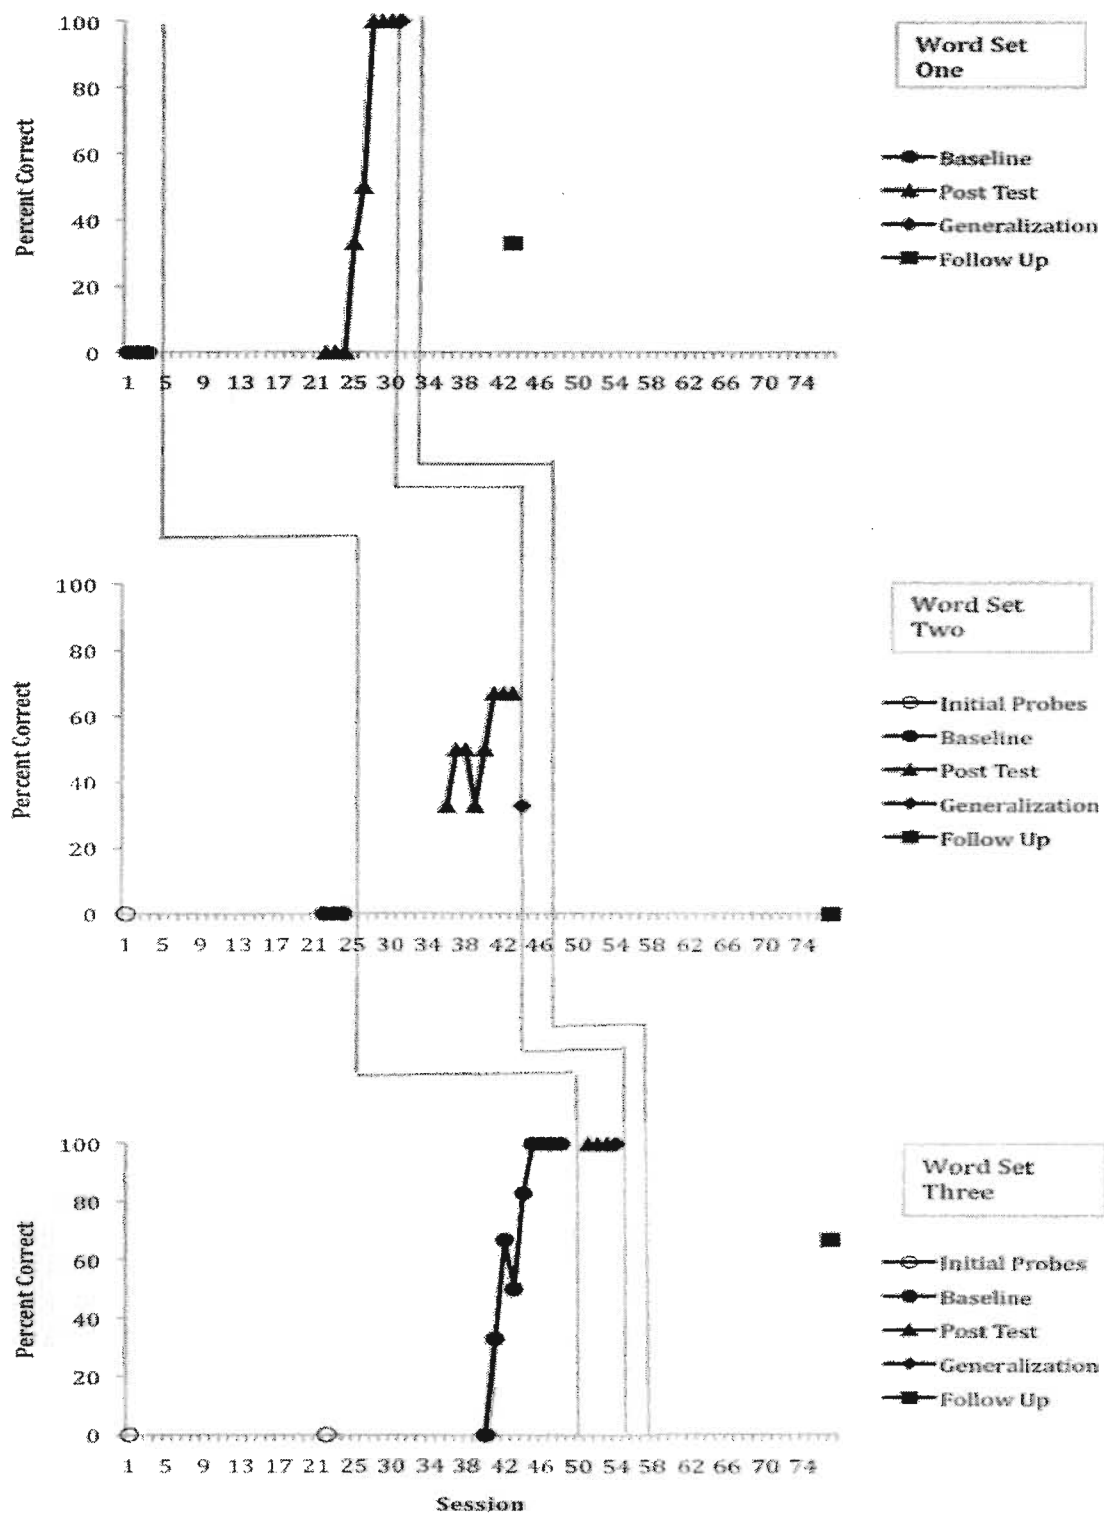 Percent Correct
100
80
60
40
20
0
1 5 9 13 17 21 25 30 34 38 42 46 50 54 58 62 66 70 74
Word Set
One
Baseline
Post Test
Generalization
Follow Up
Percent Correct
100
80
60
40
20
0
1 5 9 13 17 21 25 30 34 38 42 46 50 54 58 62 66 70 74
Word Set
Two
Initial Probes
Baseline
Post Test
Generalization
Follow Up
Percent Correct
100
80
60
40
20
0
1 5 9 13 17 21 25 30 34 38 42 46 50 54 58 62 66 70 74
Session
Word Set
Three
Initial Probes
Baseline
Post Test
Generalization
Follow Up